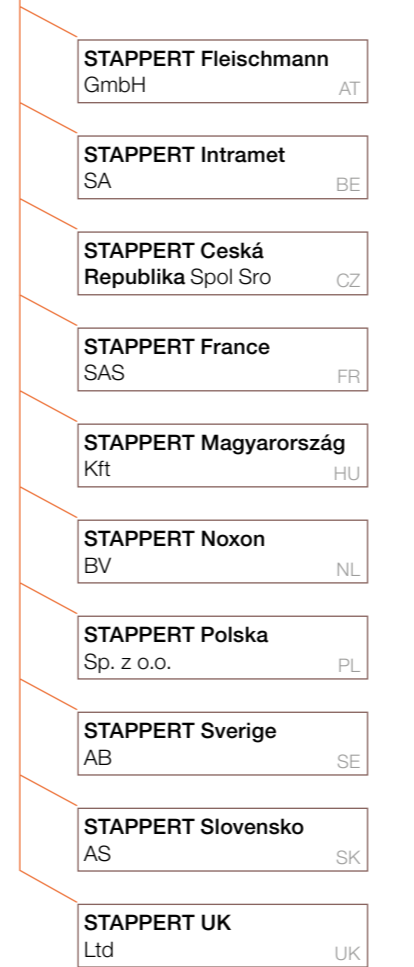 STAPPERT Fleischmann
GmbH AT
STAPPERT Intramet
SA BE
STAPPERT Ceská
Republika Spol Sro CZ
STAPPERT France
SAS FR
STAPPERT Magyarország
Kft HU
STAPPERT Noxon
BV NL
STAPPERT Polska
Sp. z o.o. PL
STAPPERT Sverige
AB SE
STAPPERT Slovensko
AS SK
STAPPERT UK
Ltd UK